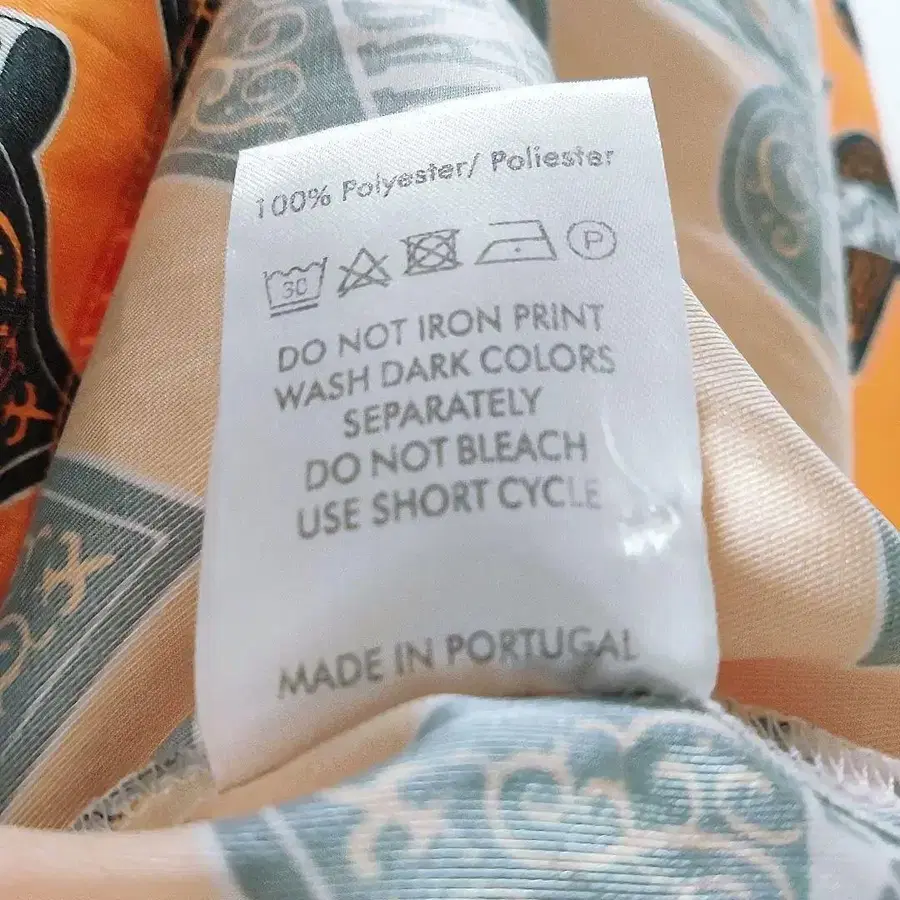 100% Polyester/ Poliester
30 P
DO NOT IRON PRINT
WASH DARK COLORS
SEPARATELY
DO NOT BLEACH
USE SHORT CYCLE
MADE IN PORTUGAL